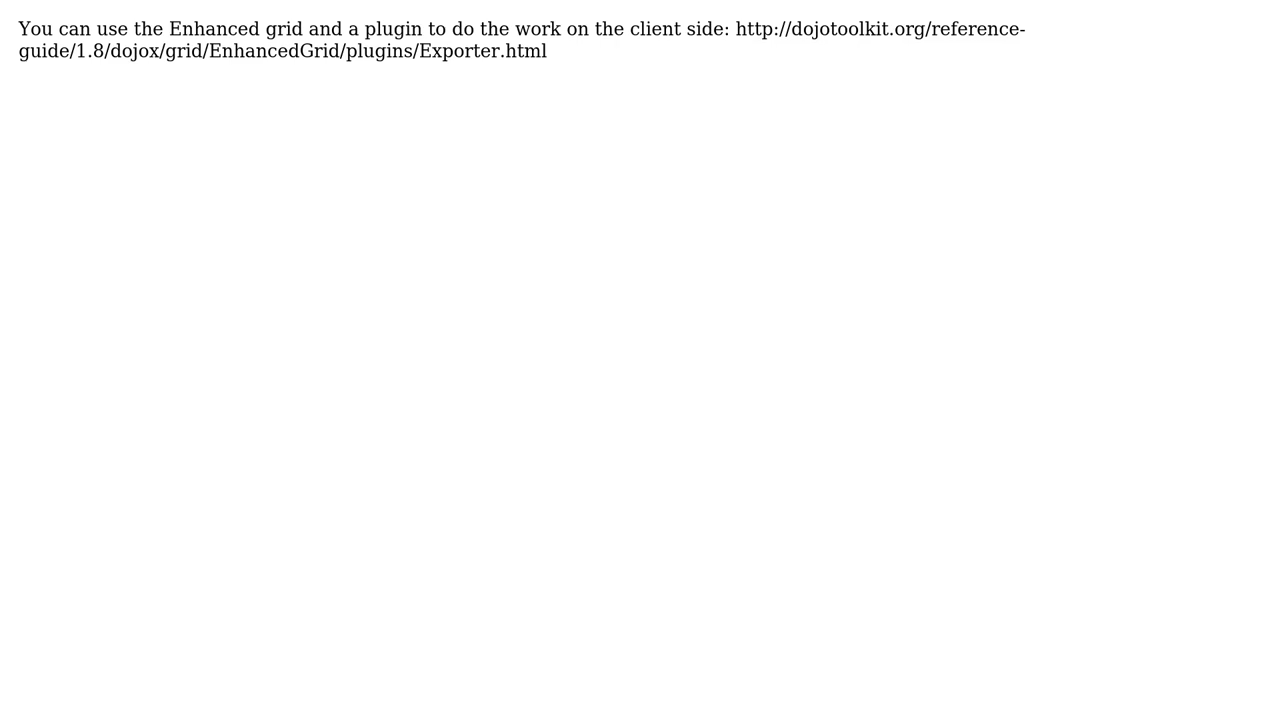 You can use the Enhanced grid and a plugin to do the work on the client side: http://dojotoolkit.org/reference-
guide/1.8/dojox/grid/EnhancedGrid/plugins/Exporter.html